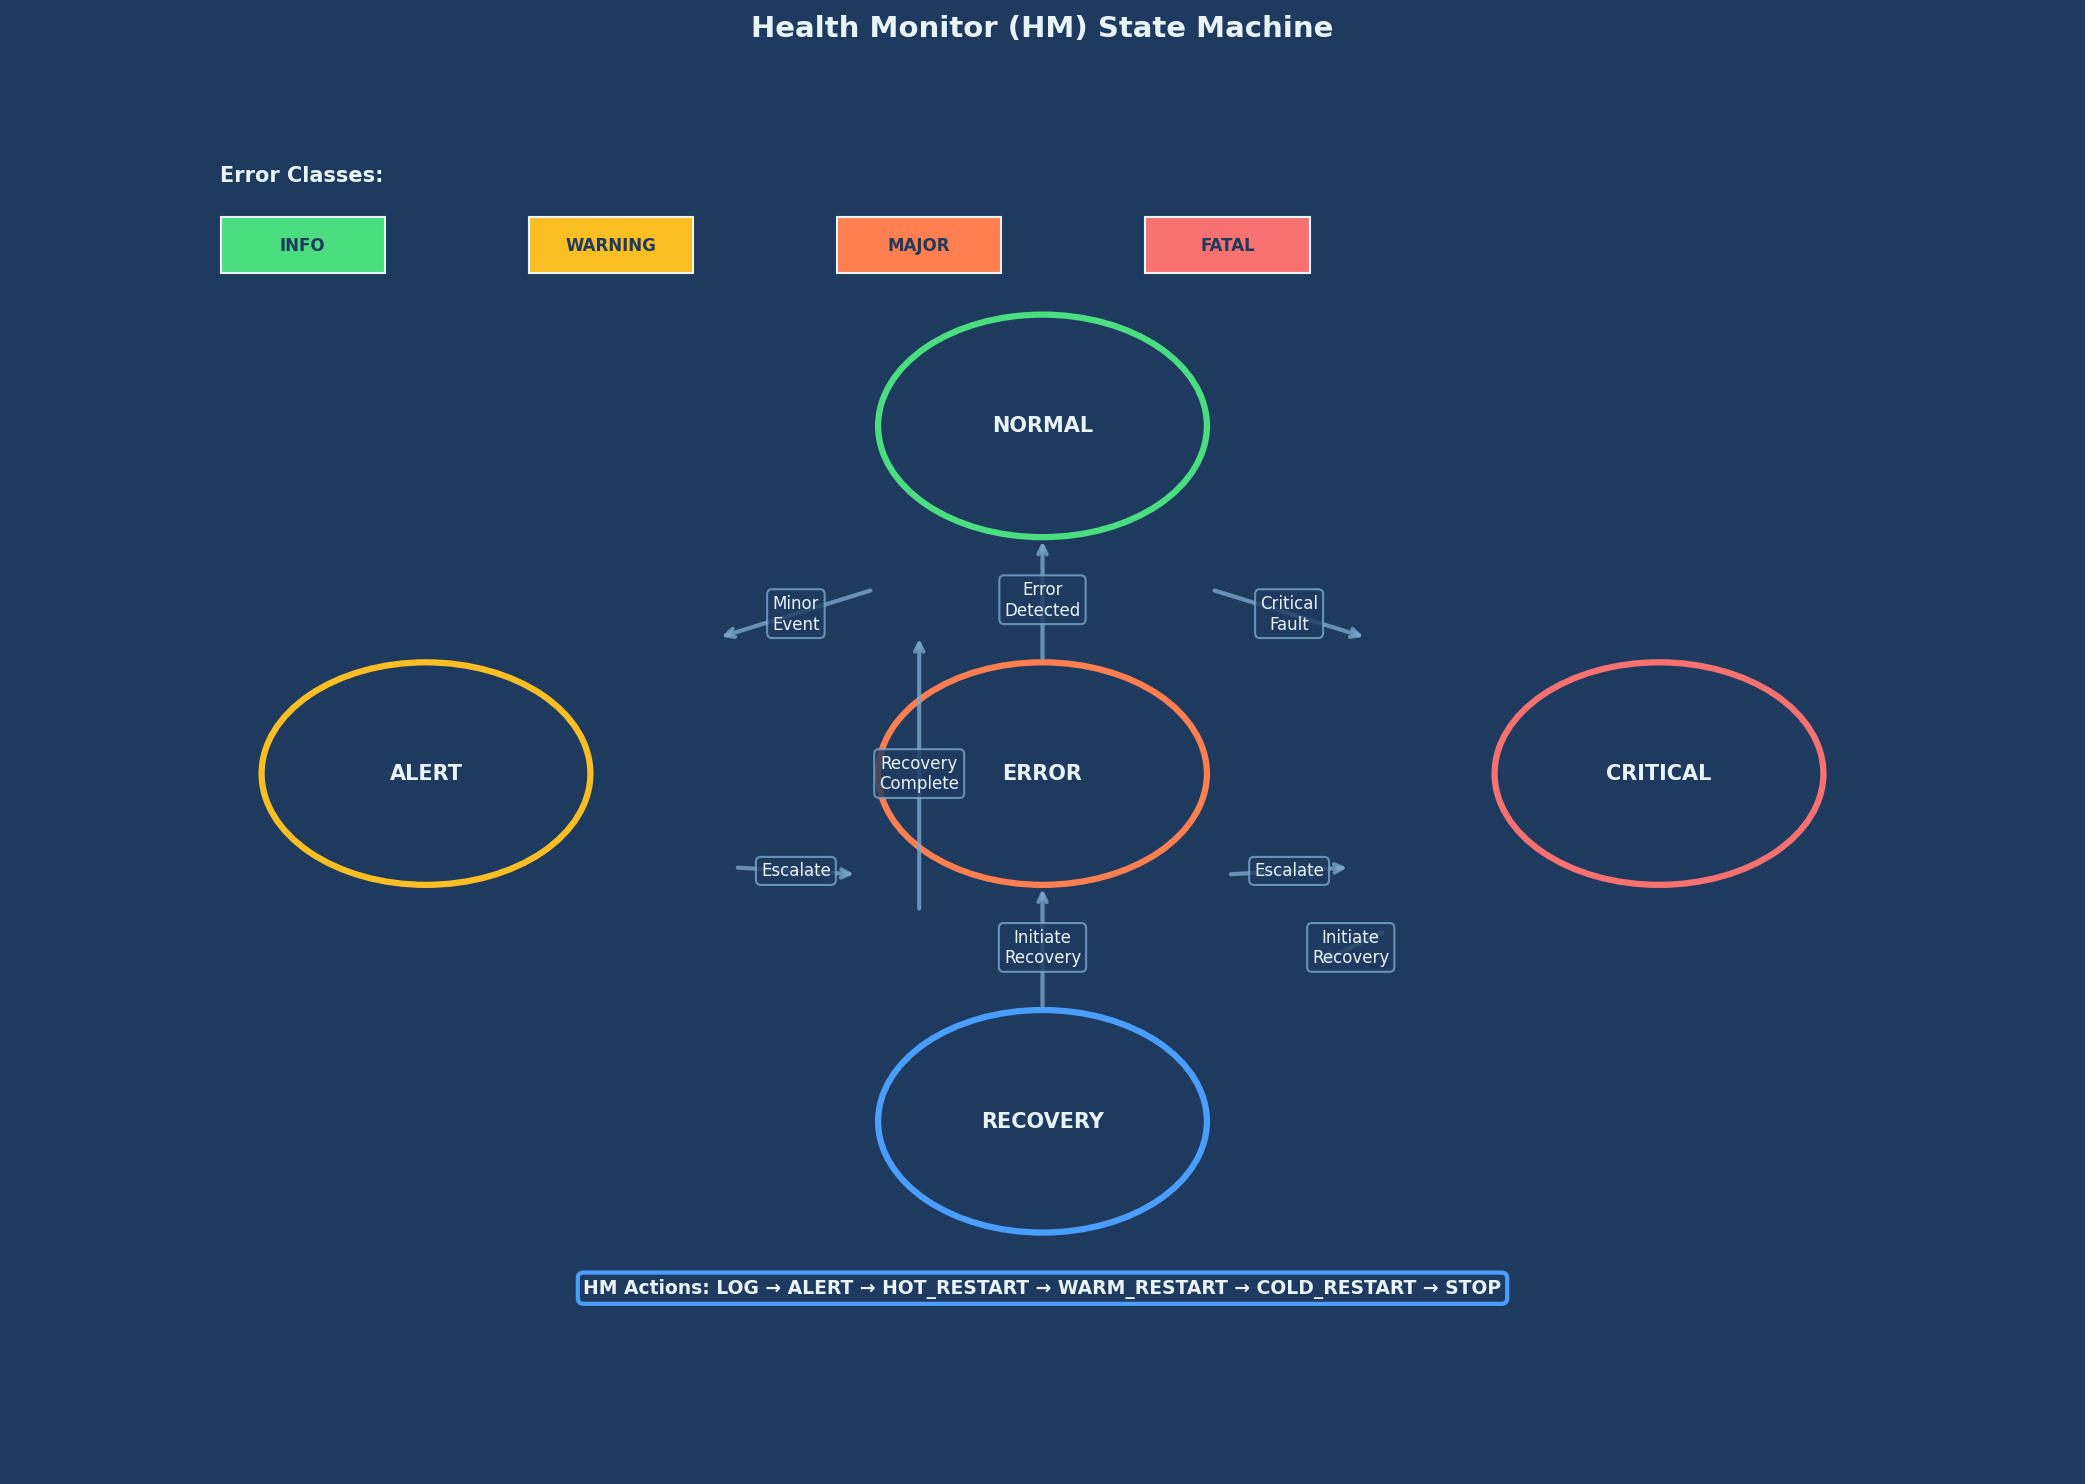 Health Monitor (HM) State Machine
Error Classes:
INFO
WARNING
MAJOR
FATAL
NORMAL
Minor
Event
Error
Detected
Critical
Fault
ALERT
Recovery
Complete
ERROR
CRITICAL
Escalate
Escalate
Initiate
Recovery
Initiate
Recovery
RECOVERY
HM Actions: LOG → ALERT → HOT_RESTART → WARM_RESTART → COLD_RESTART → STOP